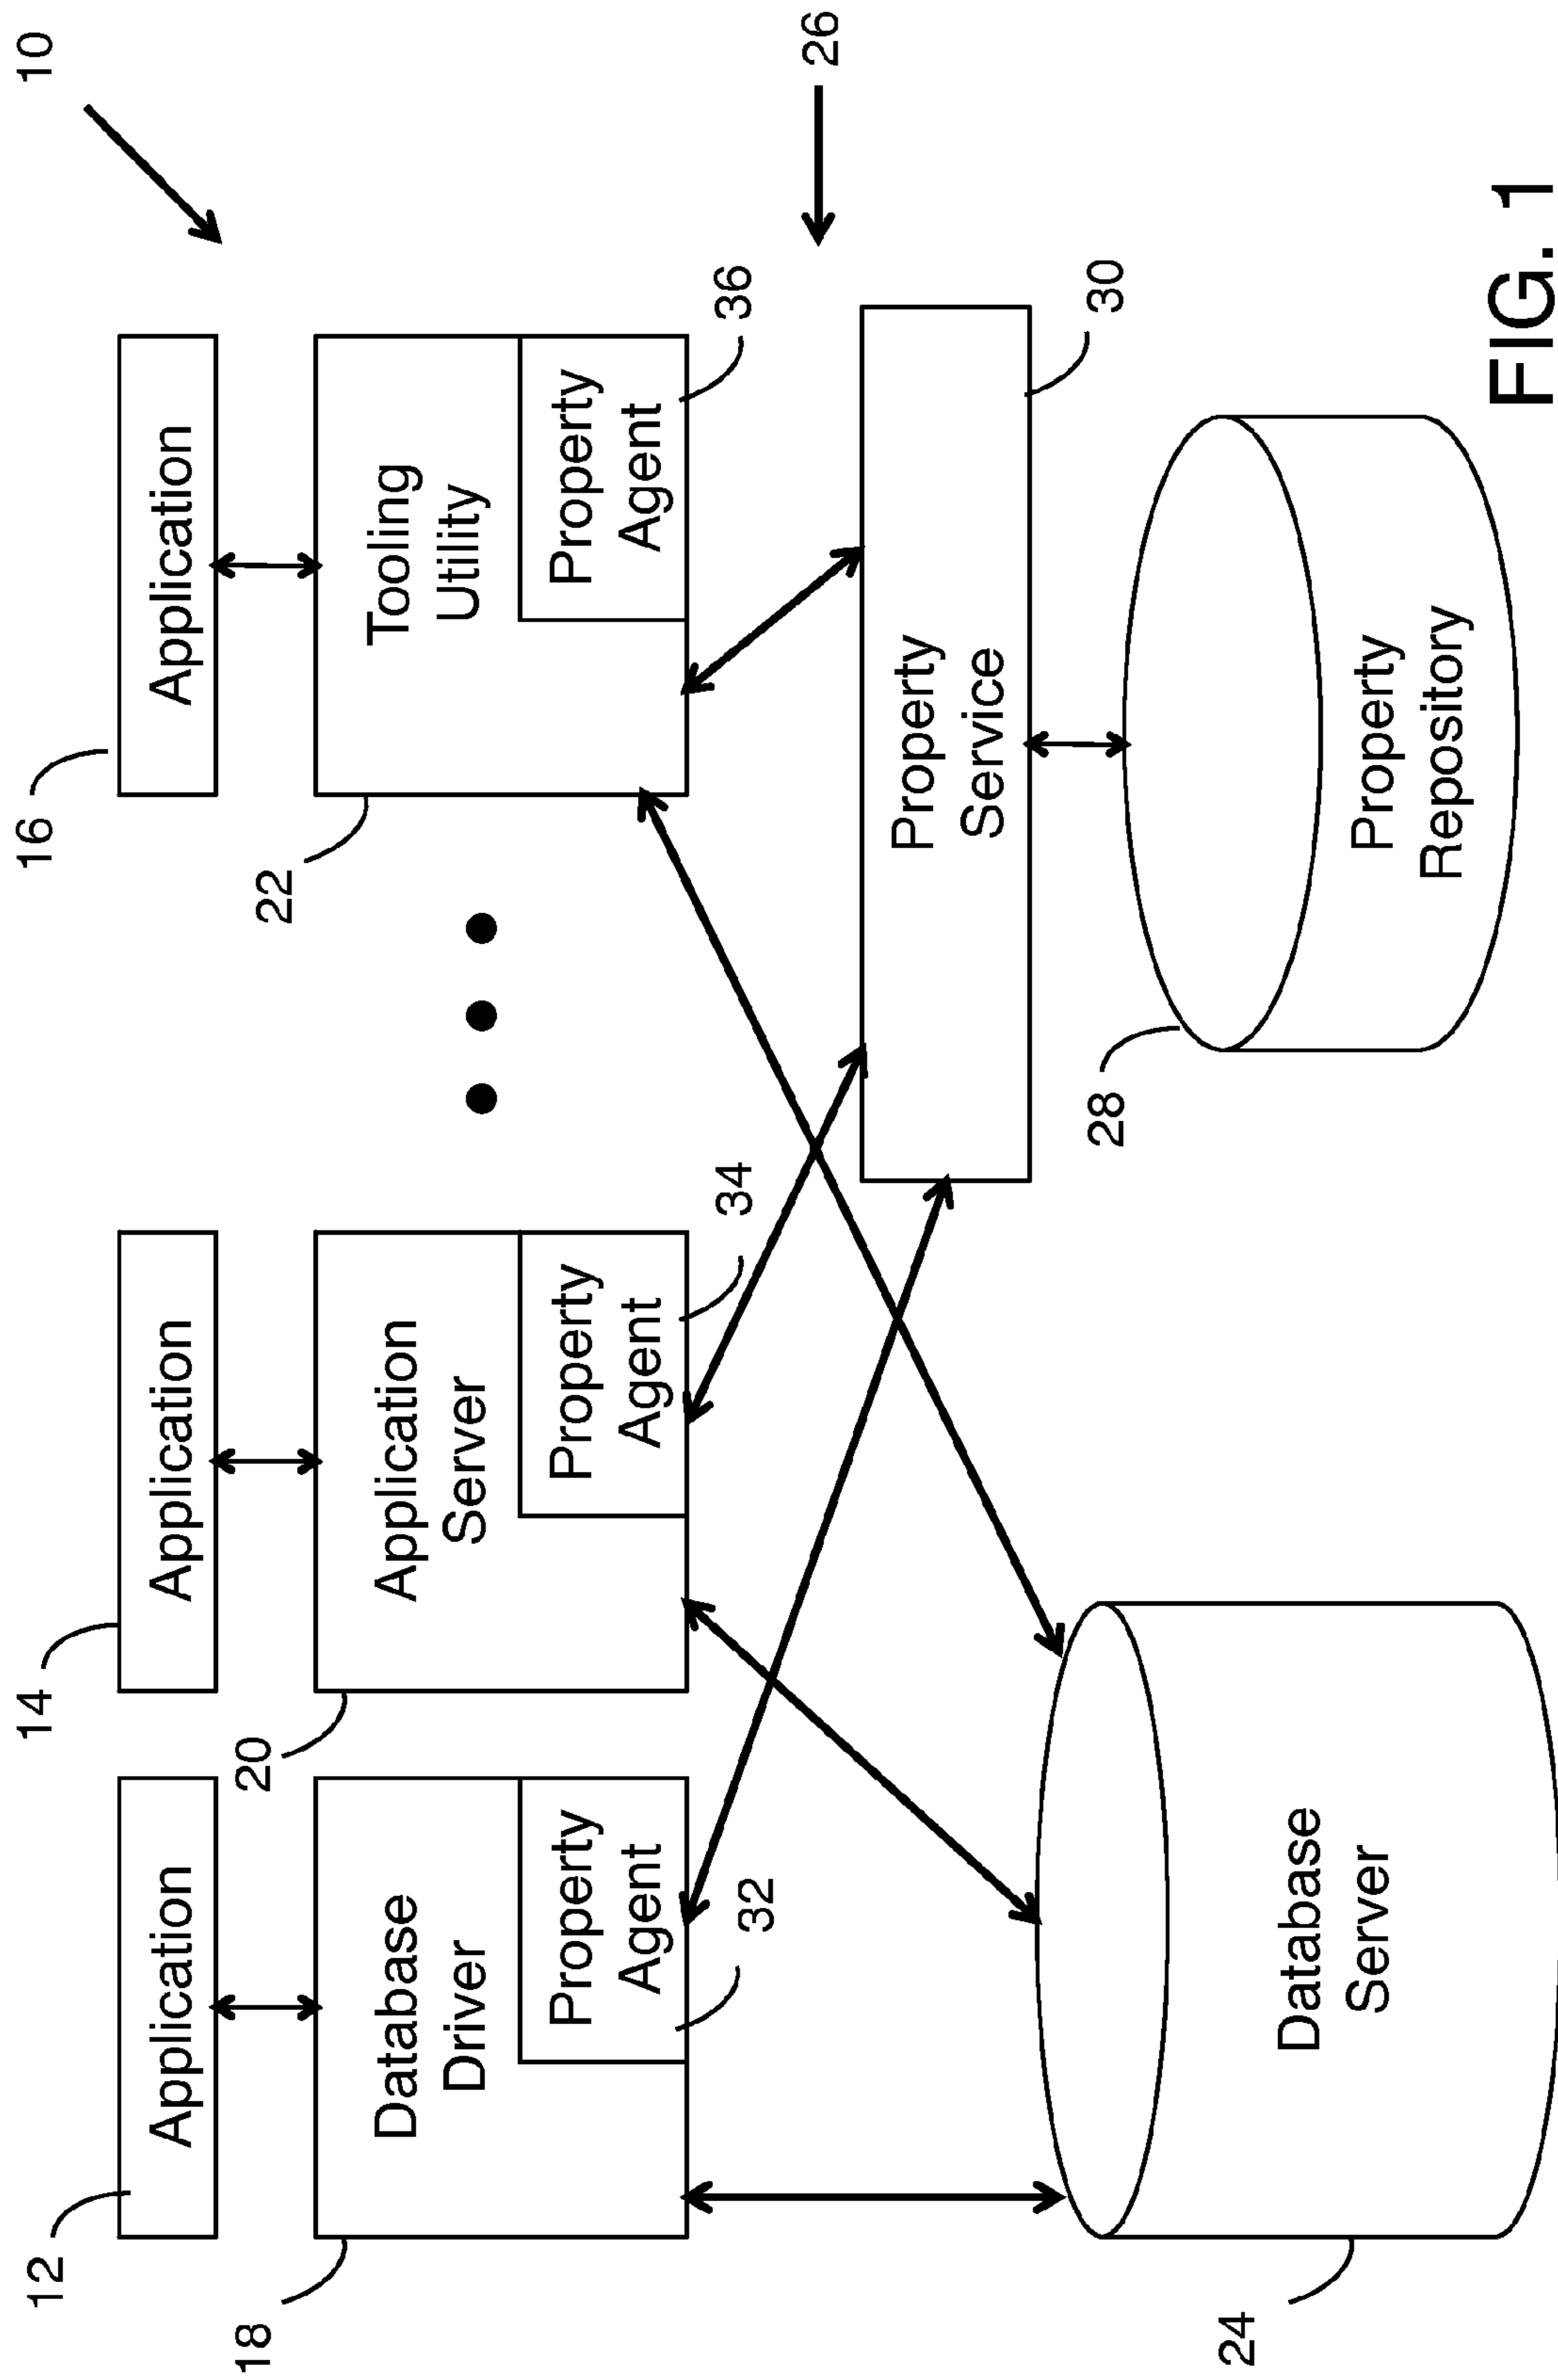 10
12
14
16
Application
Application
Application
18
20
22
Database
Driver
Application
Server
Tooling
Utility
Property
Agent
Property
Agent
Property
Agent
32
34
36
26
Property
Service
30
24
28
Database
Server
Property
Repository
FIG. 1